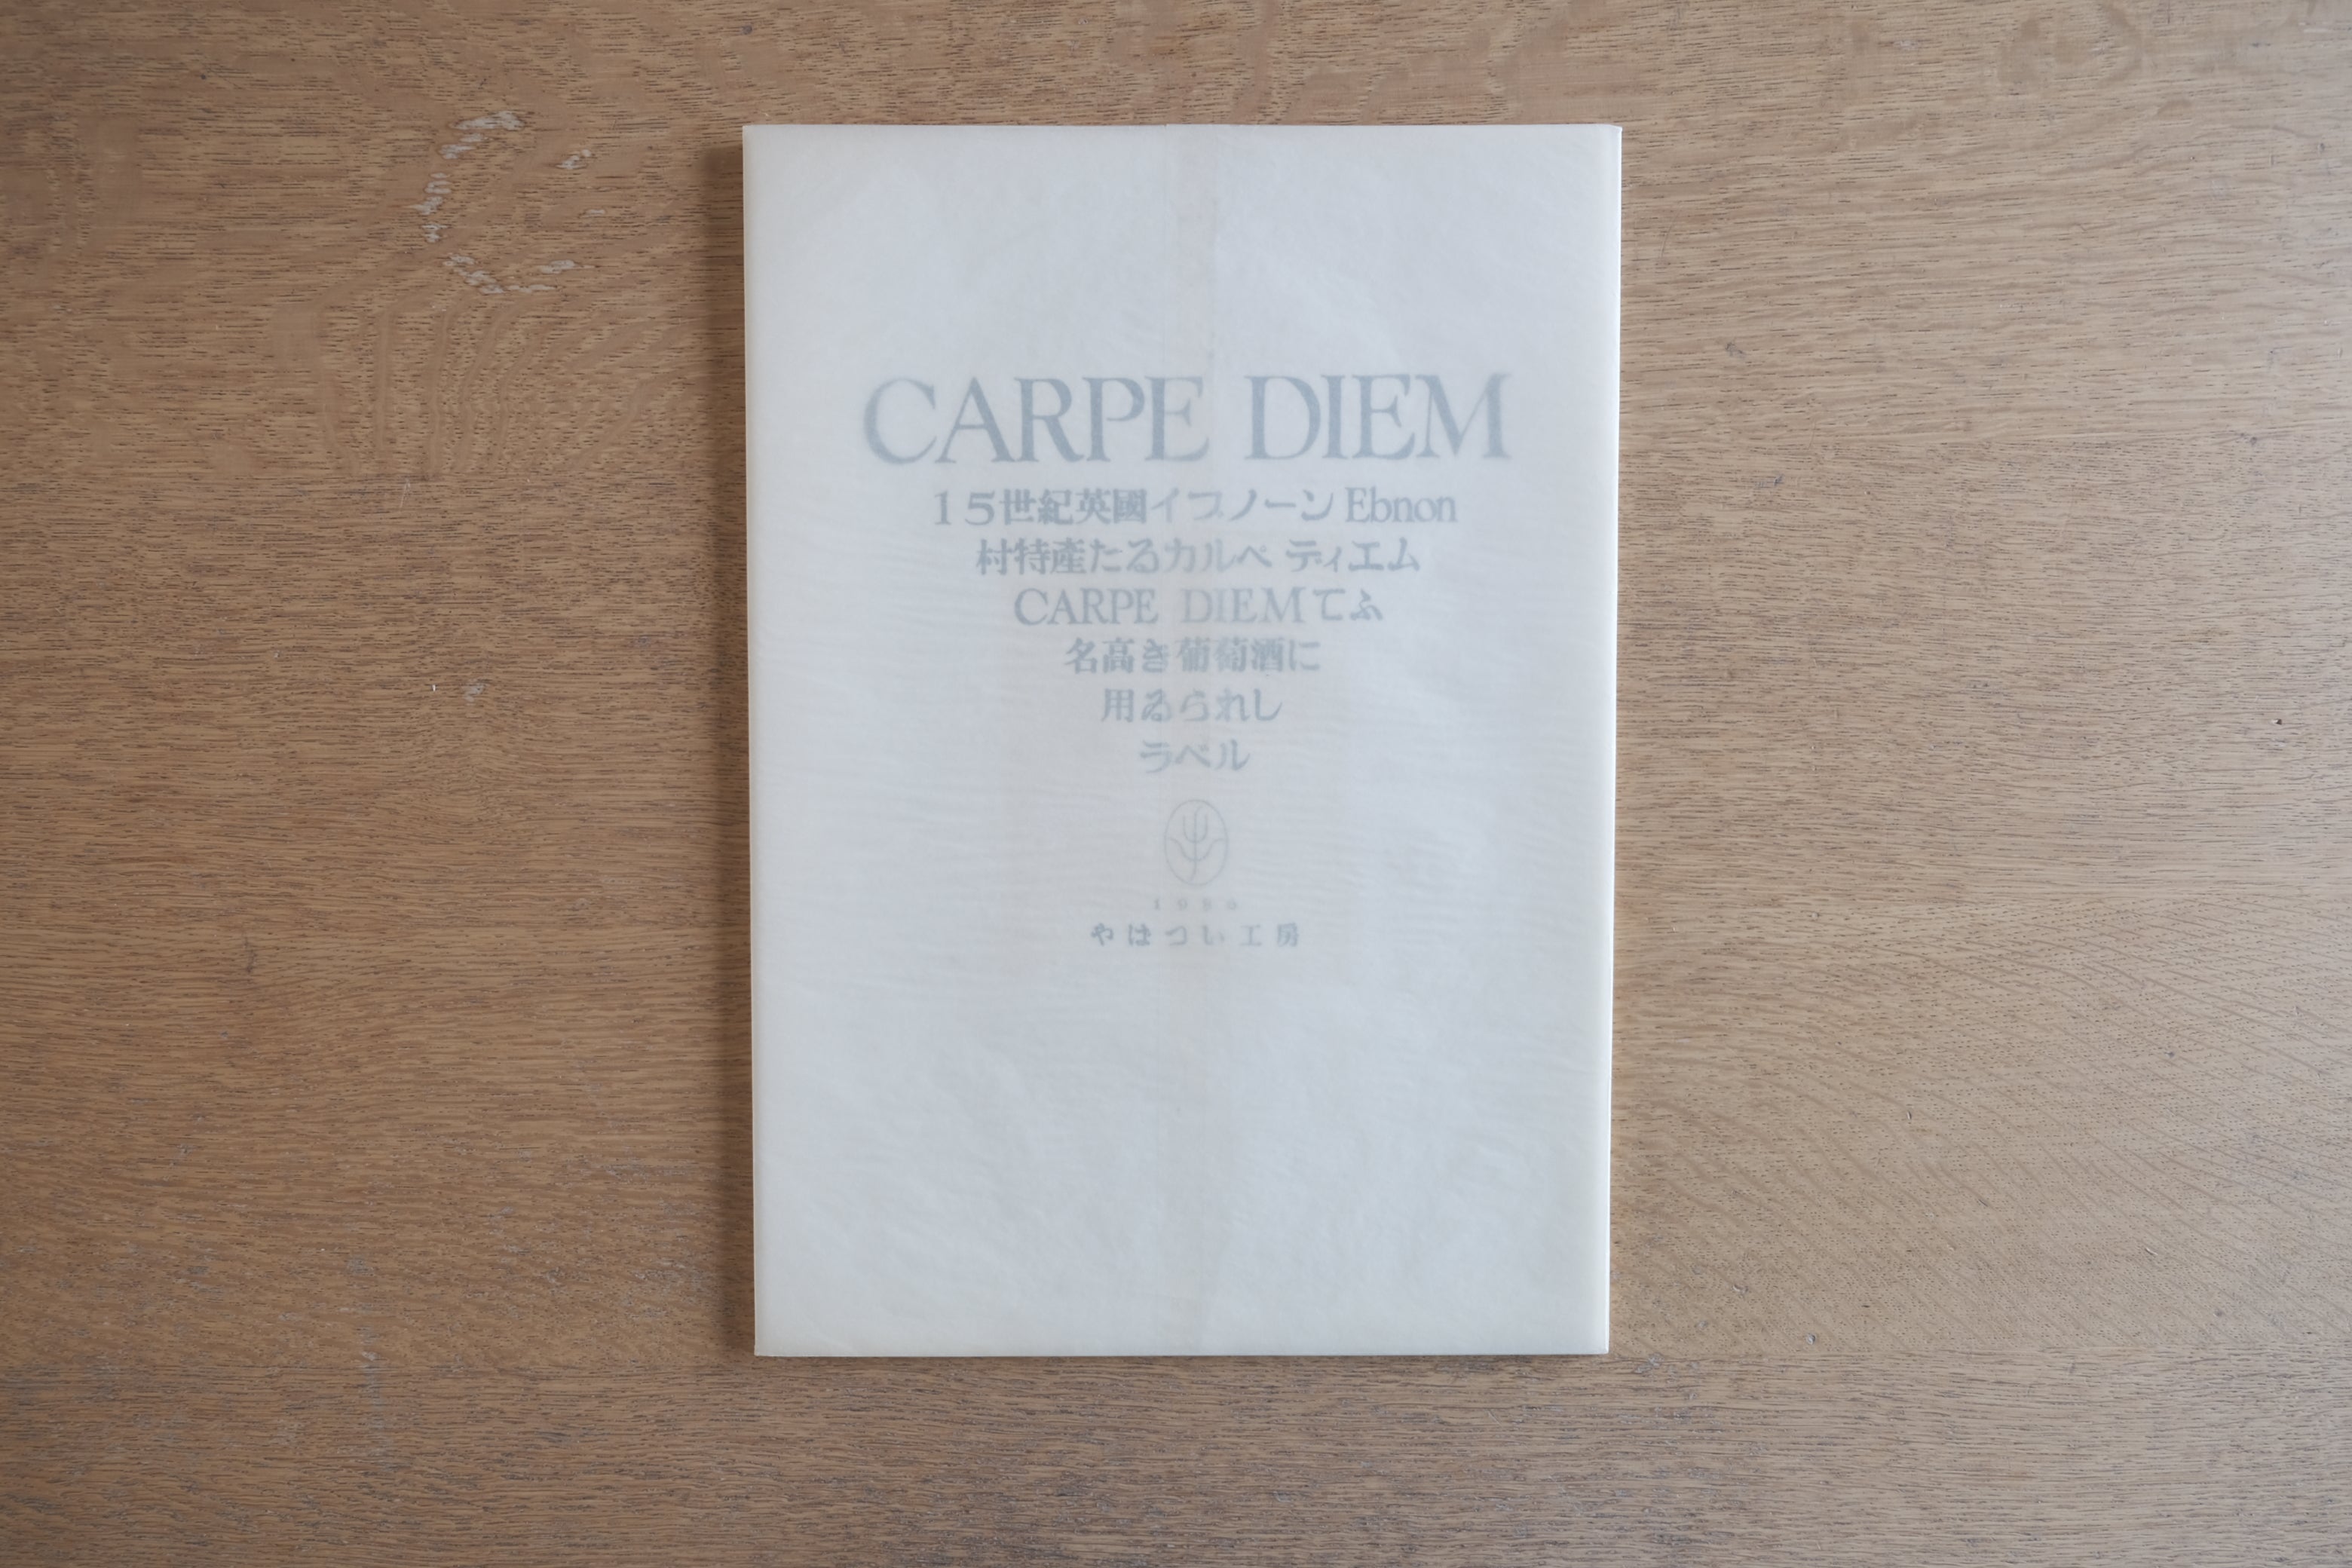 CARPE DIEM
15世紀英國イブノーン Ebnon
村特産たるカルペ ディエム
CARPE DIEMてふ
名高き葡萄酒に
用ゐられし
ラベル
やはつい工房